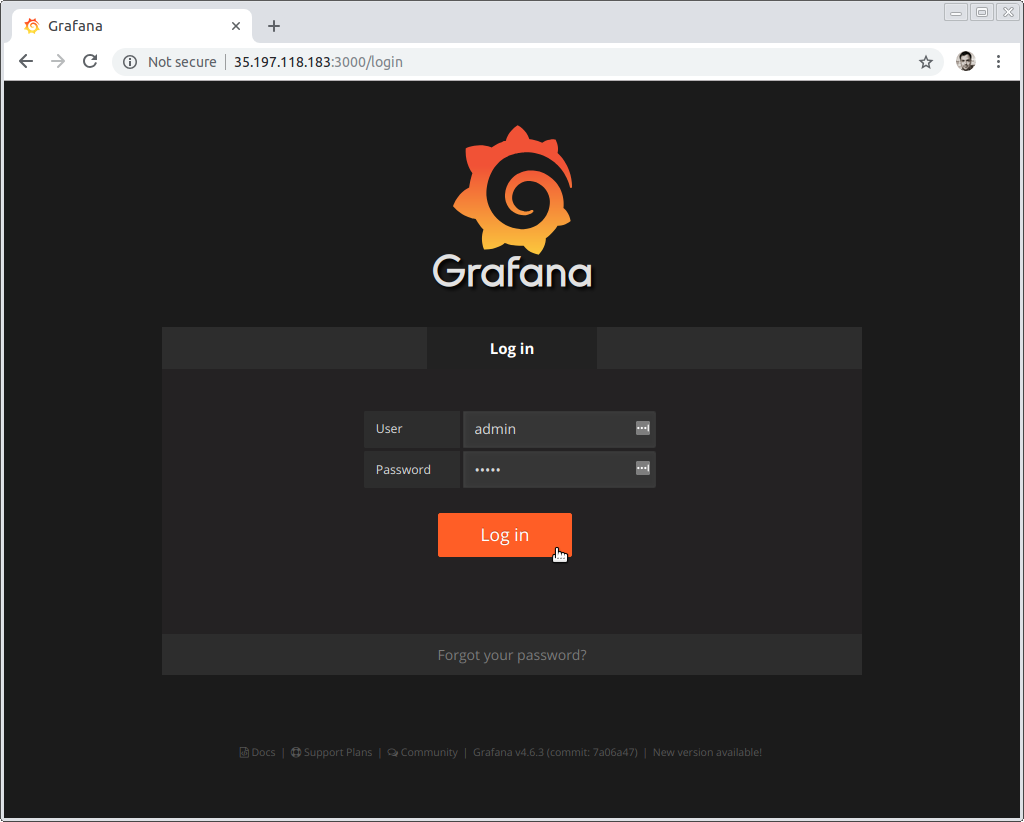 Grafana
Not secure 35.197.118.183:3000/login
Grafana
Log in
User admin
Password •••••
Log in
Forgot your password?
Docs | Support Plans | Community | Grafana v4.6.3 (commit: 7a06a47) | New version available!